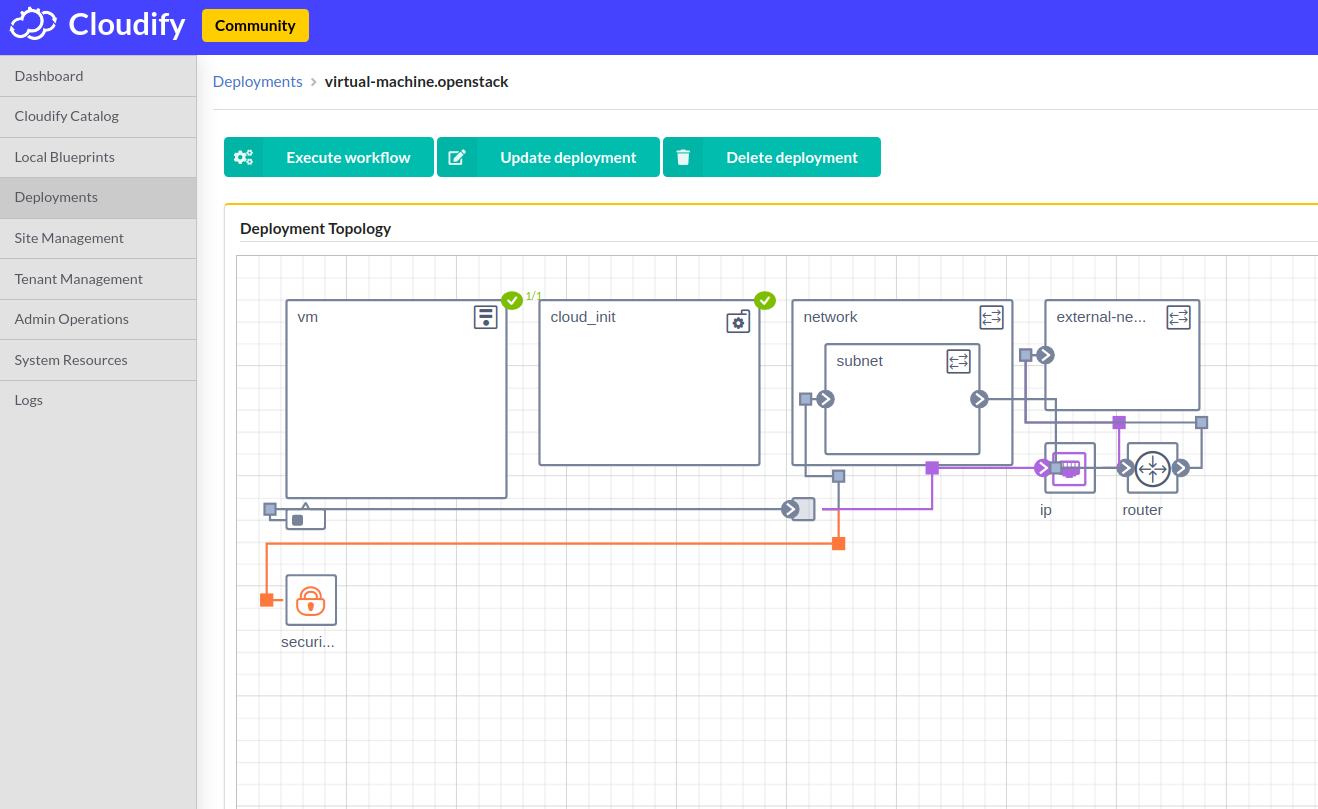 Cloudify Community
Dashboard
Cloudify Catalog
Local Blueprints
Deployments
Site Management
Tenant Management
Admin Operations
System Resources
Logs
Deployments › virtual-machine.openstack
Execute workflow Update deployment Delete deployment
Deployment Topology
vm 1/1 cloud_init network external-ne...
subnet
ip router
securi...